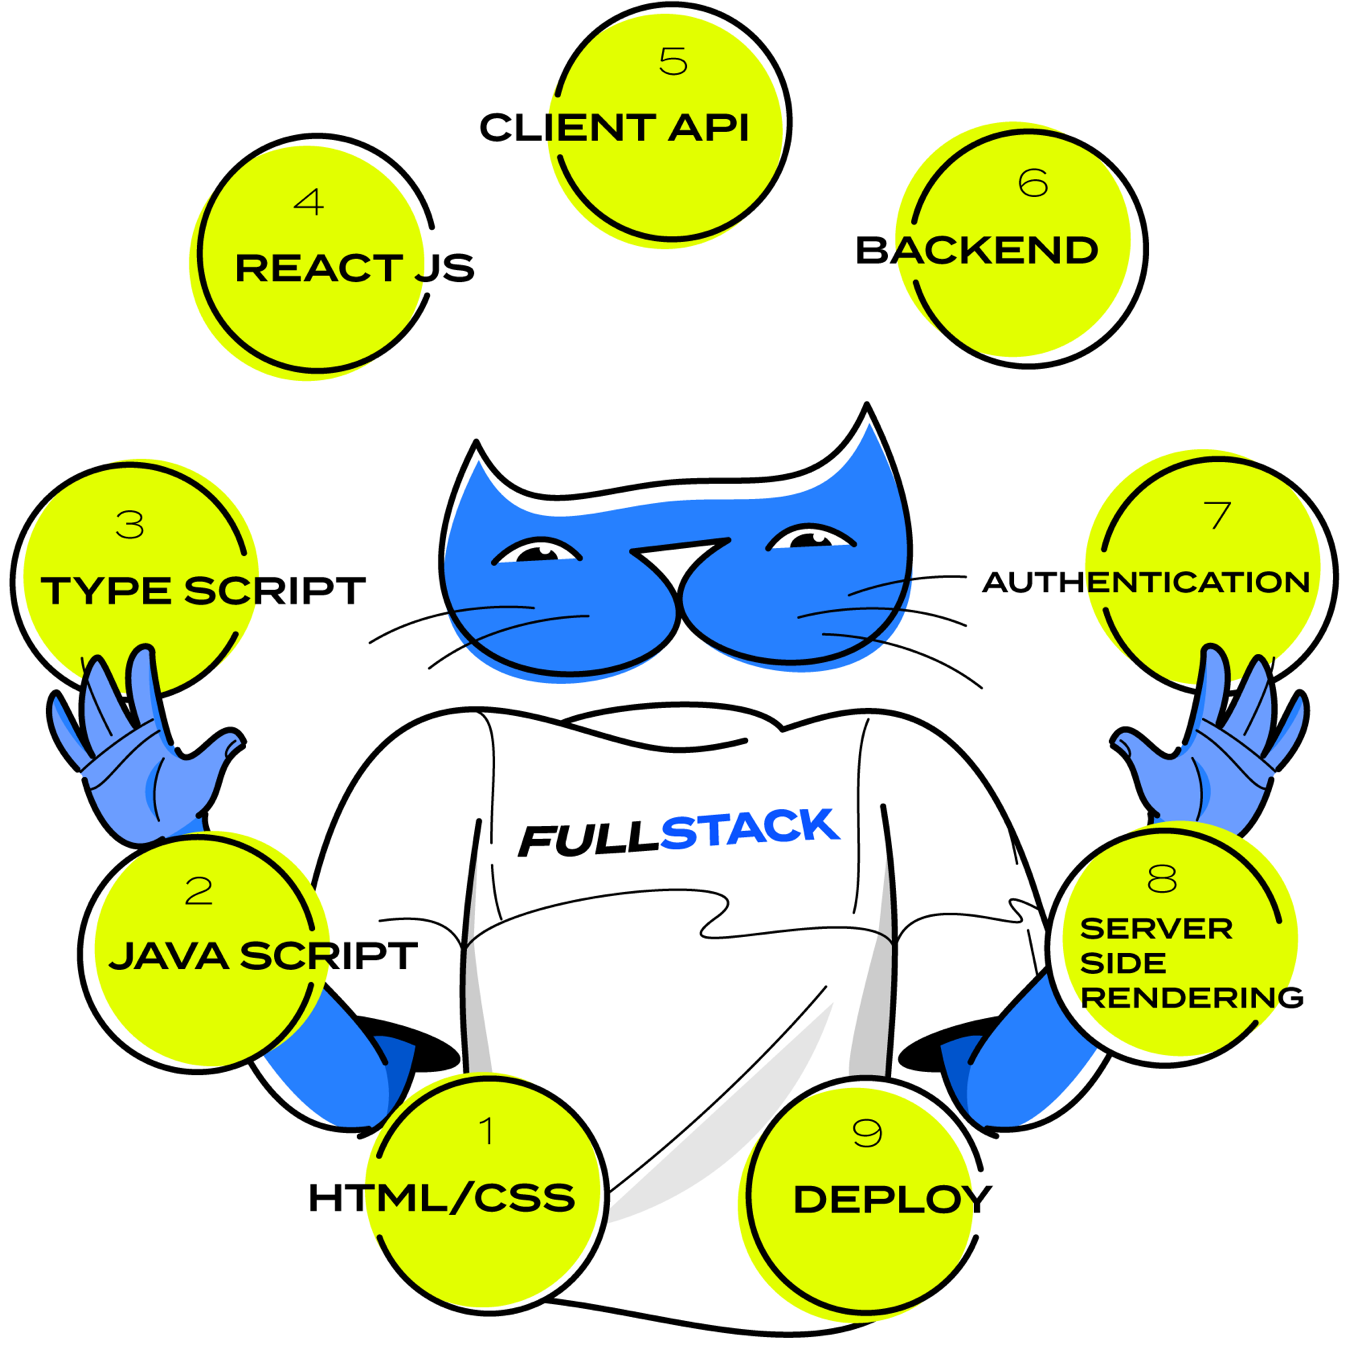 5
CLIENT API
4
REACT JS
6
BACKEND
3
TYPE SCRIPT
7
AUTHENTICATION
FULLSTACK
2
JAVA SCRIPT
8
SERVER
SIDE
RENDERING
1
HTML/CSS
9
DEPLOY